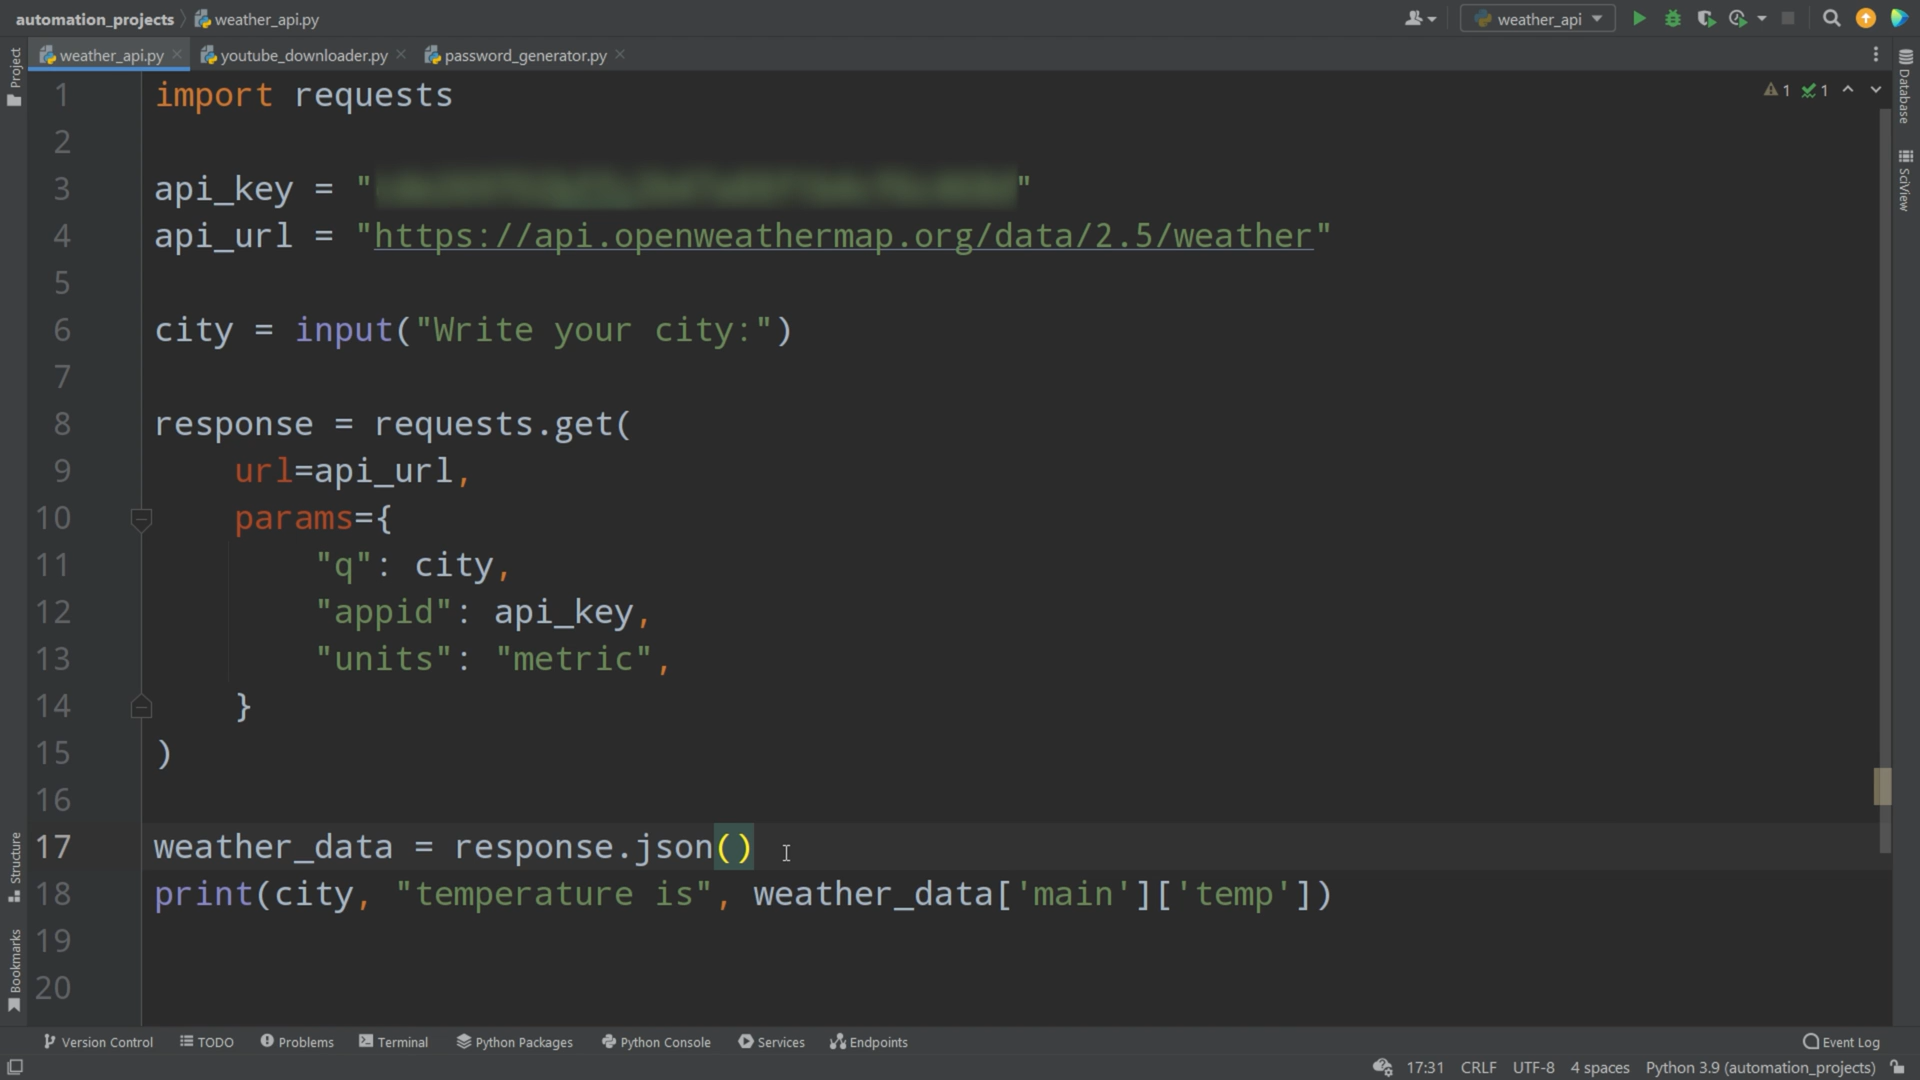 automation_projects weather_api.py weather_api
weather_api.py youtube_downloader.py password_generator.py
Project
Database
SciView
1 1
1 import requests
2
3 api_key = " "
4 api_url = "https://api.openweathermap.org/data/2.5/weather"
5
6 city = input("Write your city:")
7
8 response = requests.get(
9 url=api_url,
10 params={
11 "q": city,
12 "appid": api_key,
13 "units": "metric",
14 }
15 )
16
17 weather_data = response.json()
18 print(city, "temperature is", weather_data['main']['temp'])
19
20
Structure
Bookmarks
Version Control TODO Problems Terminal Python Packages Python Console Services Endpoints Event Log
17:31 CRLF UTF-8 4 spaces Python 3.9 (automation_projects)